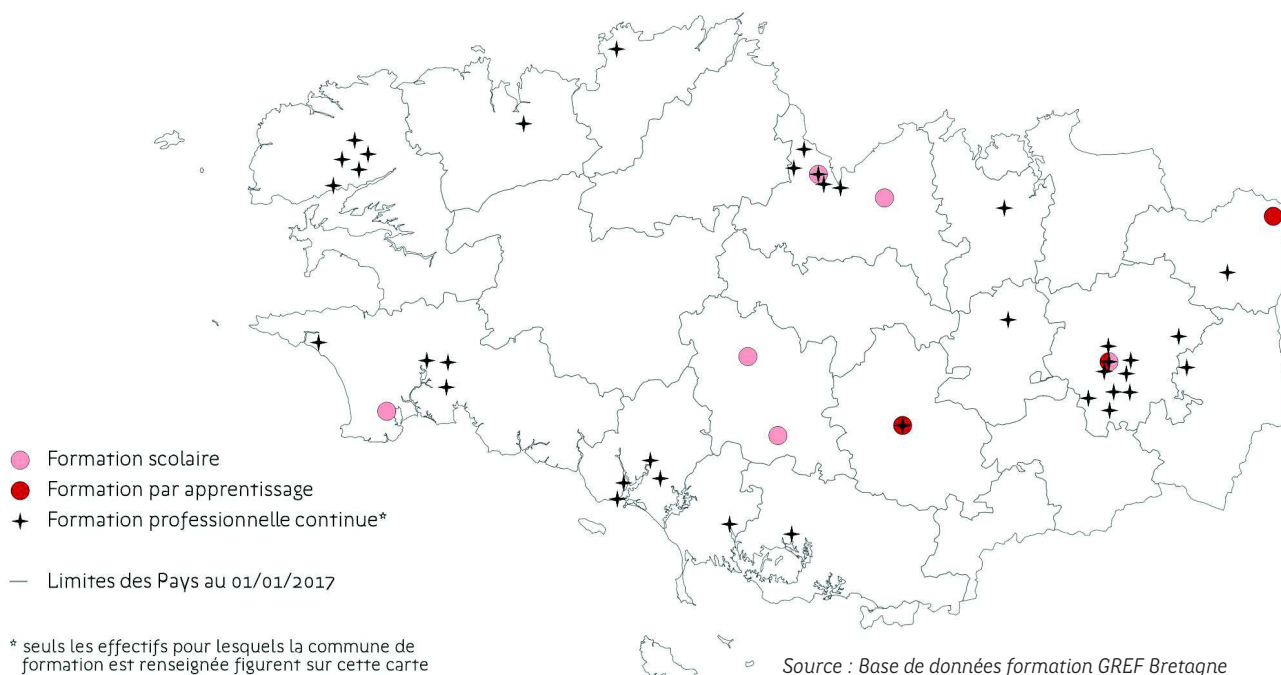 Formation scolaire
Formation par apprentissage
Formation professionnelle continue*
Limites des Pays au 01/01/2017
* seuls les effectifs pour lesquels la commune de
formation est renseignée figurent sur cette carte
Source : Base de données formation GREF Bretagne